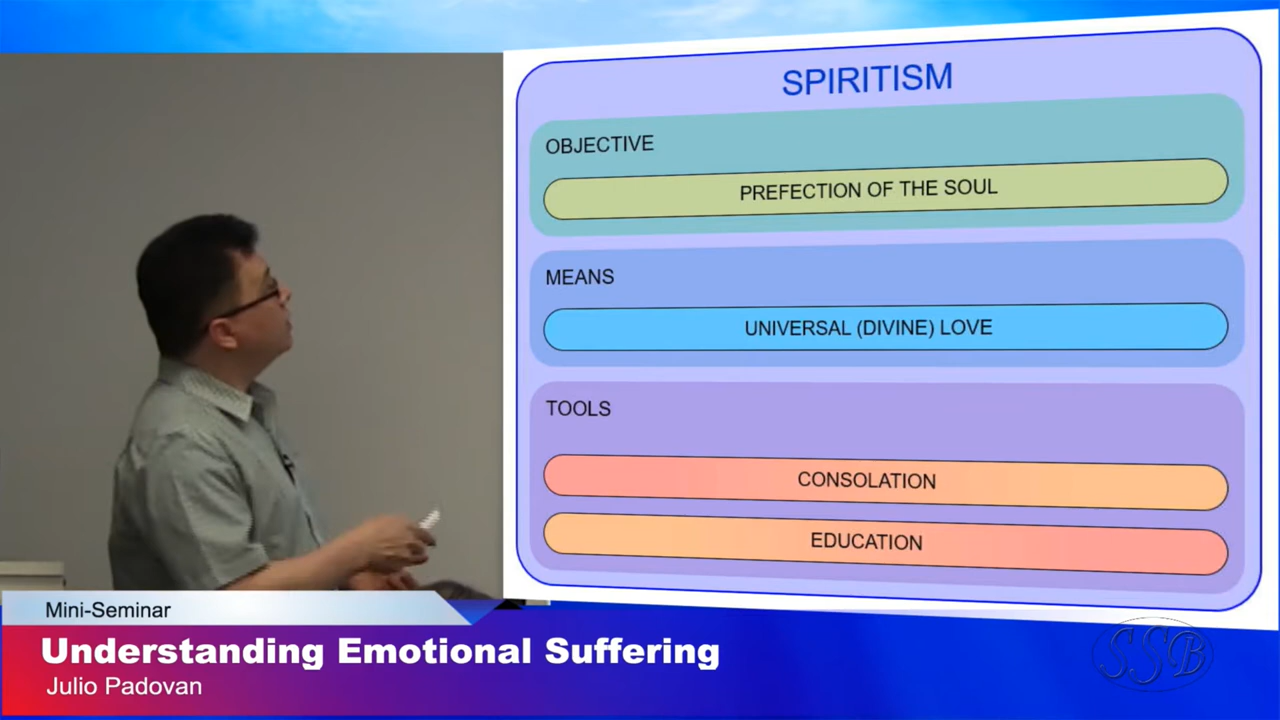 SPIRITISM
OBJECTIVE
PREFECTION OF THE SOUL
MEANS
UNIVERSAL (DIVINE) LOVE
TOOLS
CONSOLATION
EDUCATION
Mini-Seminar
Understanding Emotional Suffering
Julio Padovan
SSB